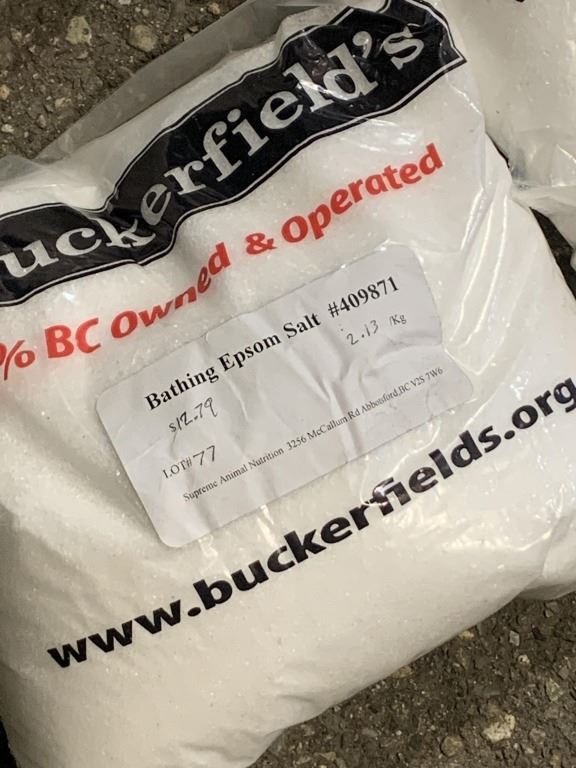 uckerfield's
% BC Owned & Operated
Bathing Epsom Salt #409871
$12.79 2.13 /Kg
LOT# 77
Supreme Animal Nutrition 3256 McCallum Rd Abbotsford, BC V2S 7W6
www.buckerfields.org